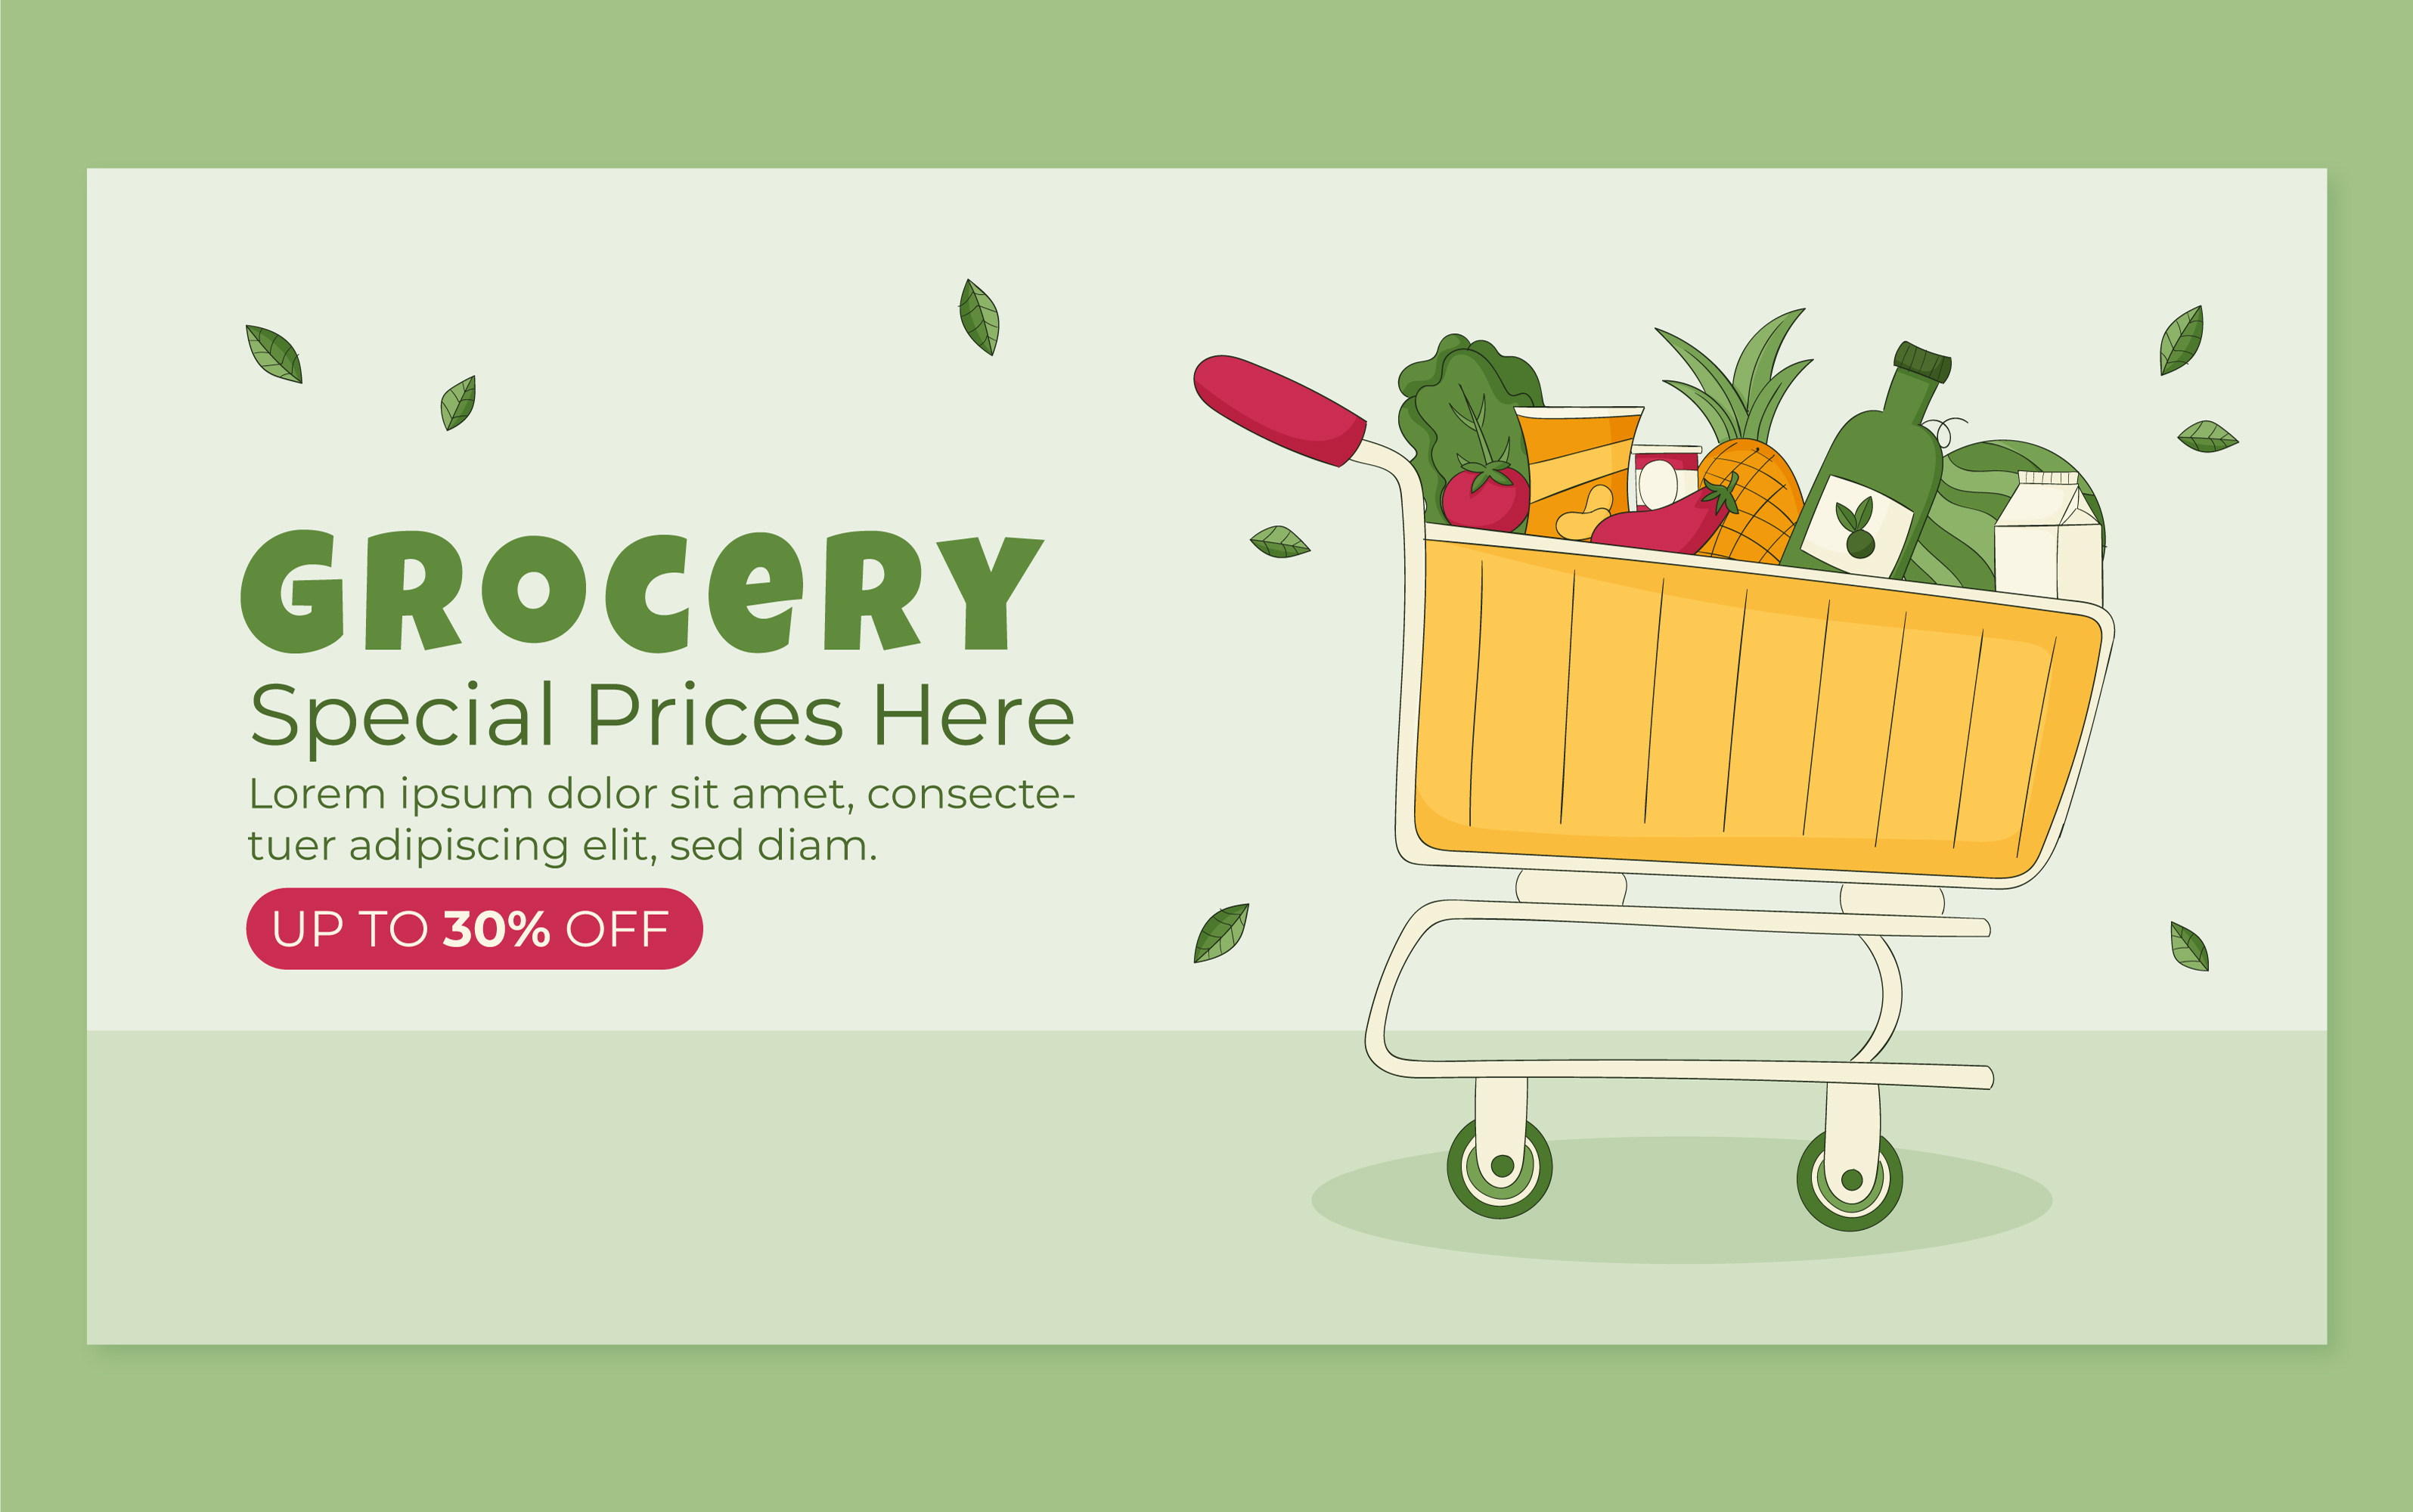 GROCeRY
Special Prices Here
Lorem ipsum dolor sit amet, consecte-
tuer adipiscing elit, sed diam.
UP TO 30% OFF